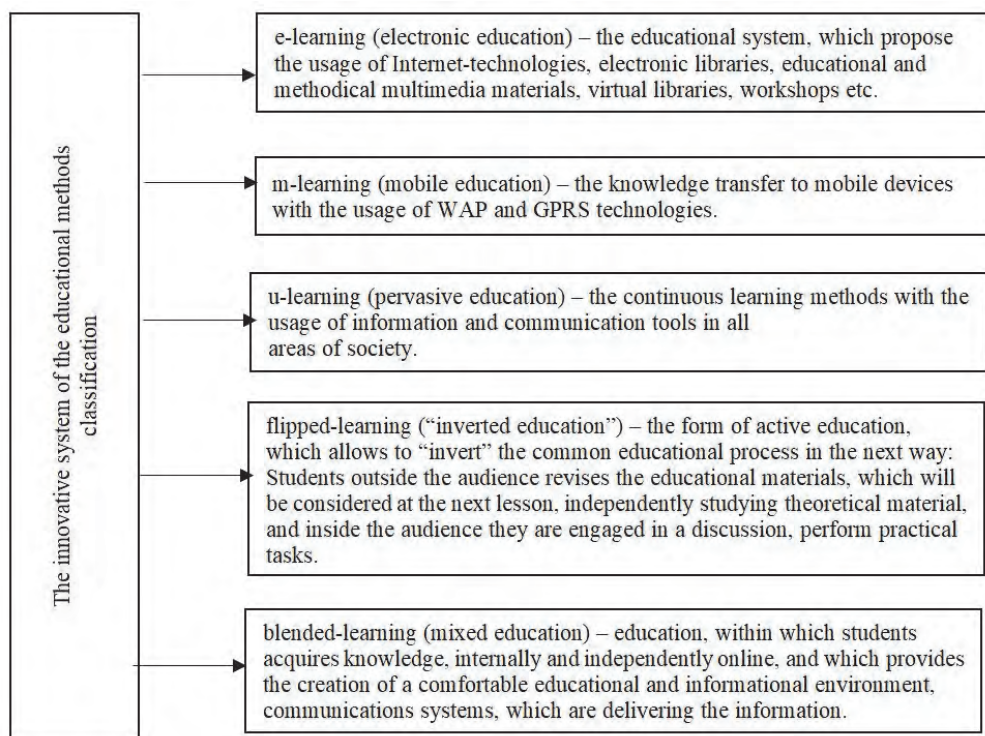 The innovative system of the educational methods
classification
e-learning (electronic education) – the educational system, which propose
the usage of Internet-technologies, electronic libraries, educational and
methodical multimedia materials, virtual libraries, workshops etc.
m-learning (mobile education) – the knowledge transfer to mobile devices
with the usage of WAP and GPRS technologies.
u-learning (pervasive education) – the continuous learning methods with the
usage of information and communication tools in all
areas of society.
flipped-learning (“inverted education”) – the form of active education,
which allows to “invert” the common educational process in the next way:
Students outside the audience revises the educational materials, which will
be considered at the next lesson, independently studying theoretical material,
and inside the audience they are engaged in a discussion, perform practical
tasks.
blended-learning (mixed education) – education, within which students
acquires knowledge, internally and independently online, and which provides
the creation of a comfortable educational and informational environment,
communications systems, which are delivering the information.